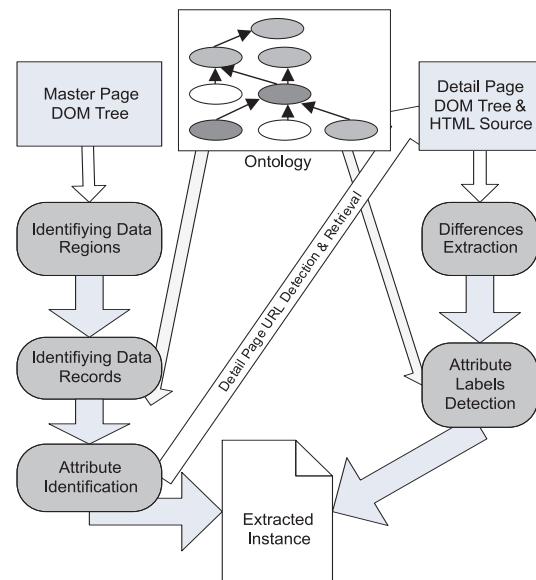 Master Page
DOM Tree
Ontology
Detail Page
DOM Tree &
HTML Source
Identifiying Data
Regions
Differences
Extraction
Detail Page URL Detection & Retrieval
Identifiying Data
Records
Attribute
Labels
Detection
Attribute
Identification
Extracted
Instance